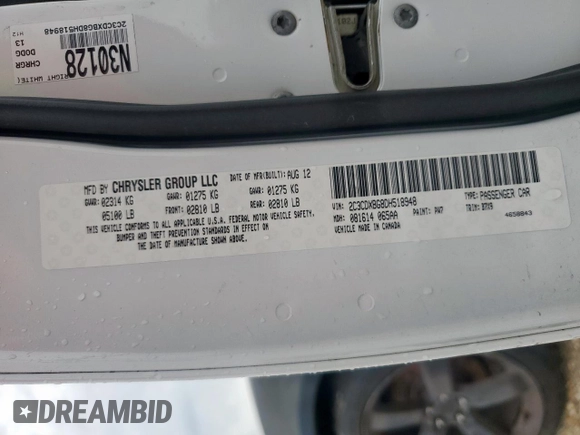 2C3CDXBG8DH518948
N30128
13 DODG
CHRGR
H12
MFD BY CHRYSLER GROUP LLC
DATE OF MFR(BUILT): AUG 12
GVWR: 02314 KG GAWR: 01275 KG GAWR: 01275 KG
05100 LB FRONT: 02810 LB REAR: 02810 LB
THIS VEHICLE CONFORMS TO ALL APPLICABLE U.S.A. FEDERAL MOTOR VEHICLE SAFETY,
BUMPER AND THEFT PREVENTION STANDARDS IN EFFECT ON
THE DATE OF MANUFACTURE SHOWN ABOVE.
VIN: 2C3CDXBG8DH518948 TYPE: PASSENGER CAR
MDH 081614 065AA PAINT: PW7 TRIM:
VEHICLE MADE IN CANADA 4658843
DREAMBID